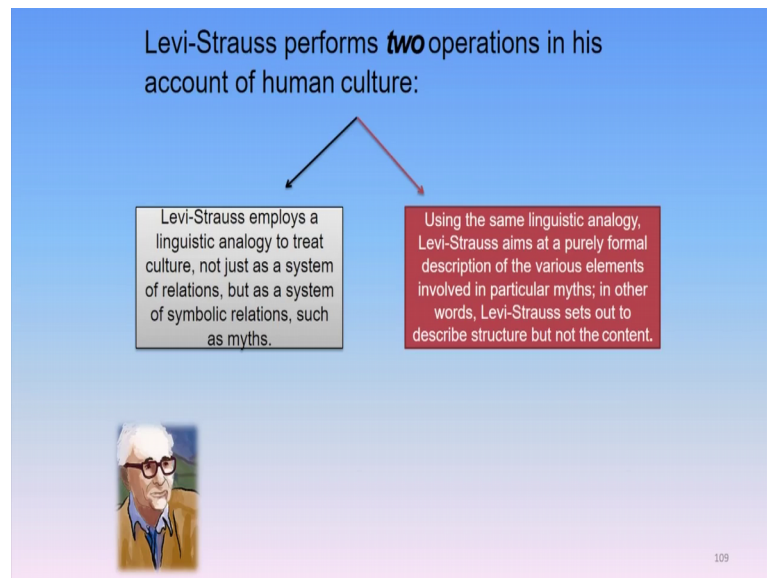 Levi-Strauss performs two operations in his
account of human culture:
Levi-Strauss employs a
linguistic analogy to treat
culture, not just as a system
of relations, but as a system
of symbolic relations, such
as myths.
Using the same linguistic analogy,
Levi-Strauss aims at a purely formal
description of the various elements
involved in particular myths; in other
words, Levi-Strauss sets out to
describe structure but not the content.
109